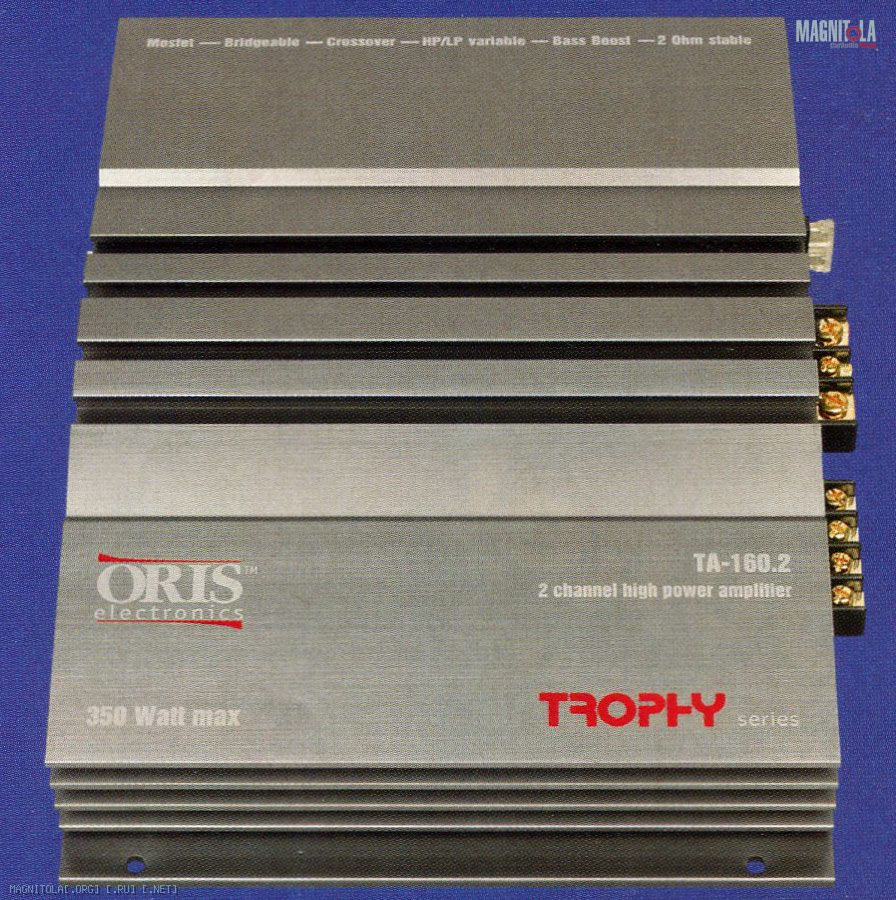 Mosfet — Bridgeable — Crossover — HP/LP variable — Bass Boost — 2 Ohm stable
MAGNITOLA
TA-160.2
ORIS™
2 channel high power amplifier
electronics
350 Watt max
TROPHY series
MAGNITOLA[.ORG] [.RU] [.NET]